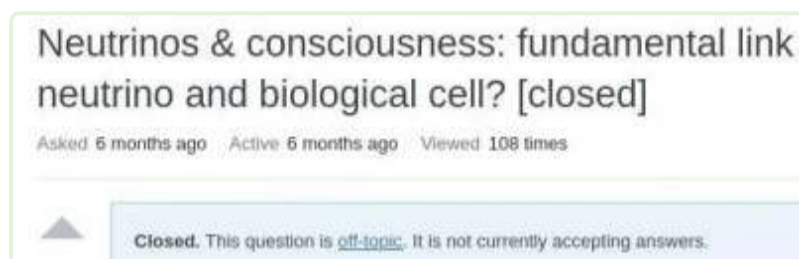 Neutrinos & consciousness: fundamental link
neutrino and biological cell? [closed]
Asked 6 months ago Active 6 months ago Viewed 108 times
Closed. This question is off-topic. It is not currently accepting answers.